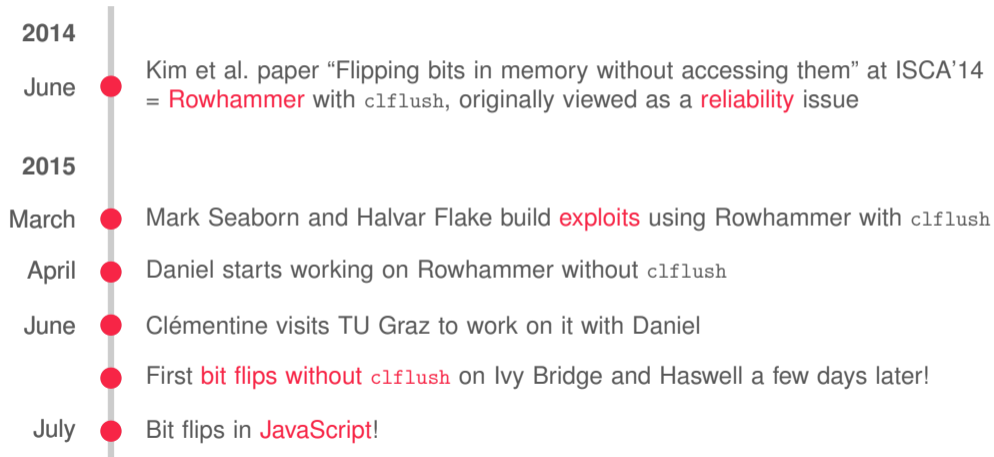 2014
June
Kim et al. paper “Flipping bits in memory without accessing them” at ISCA’14
= Rowhammer with clflush, originally viewed as a reliability issue
2015
March
Mark Seaborn and Halvar Flake build exploits using Rowhammer with clflush
April
Daniel starts working on Rowhammer without clflush
June
Clémentine visits TU Graz to work on it with Daniel
First bit flips without clflush on Ivy Bridge and Haswell a few days later!
July
Bit flips in JavaScript!